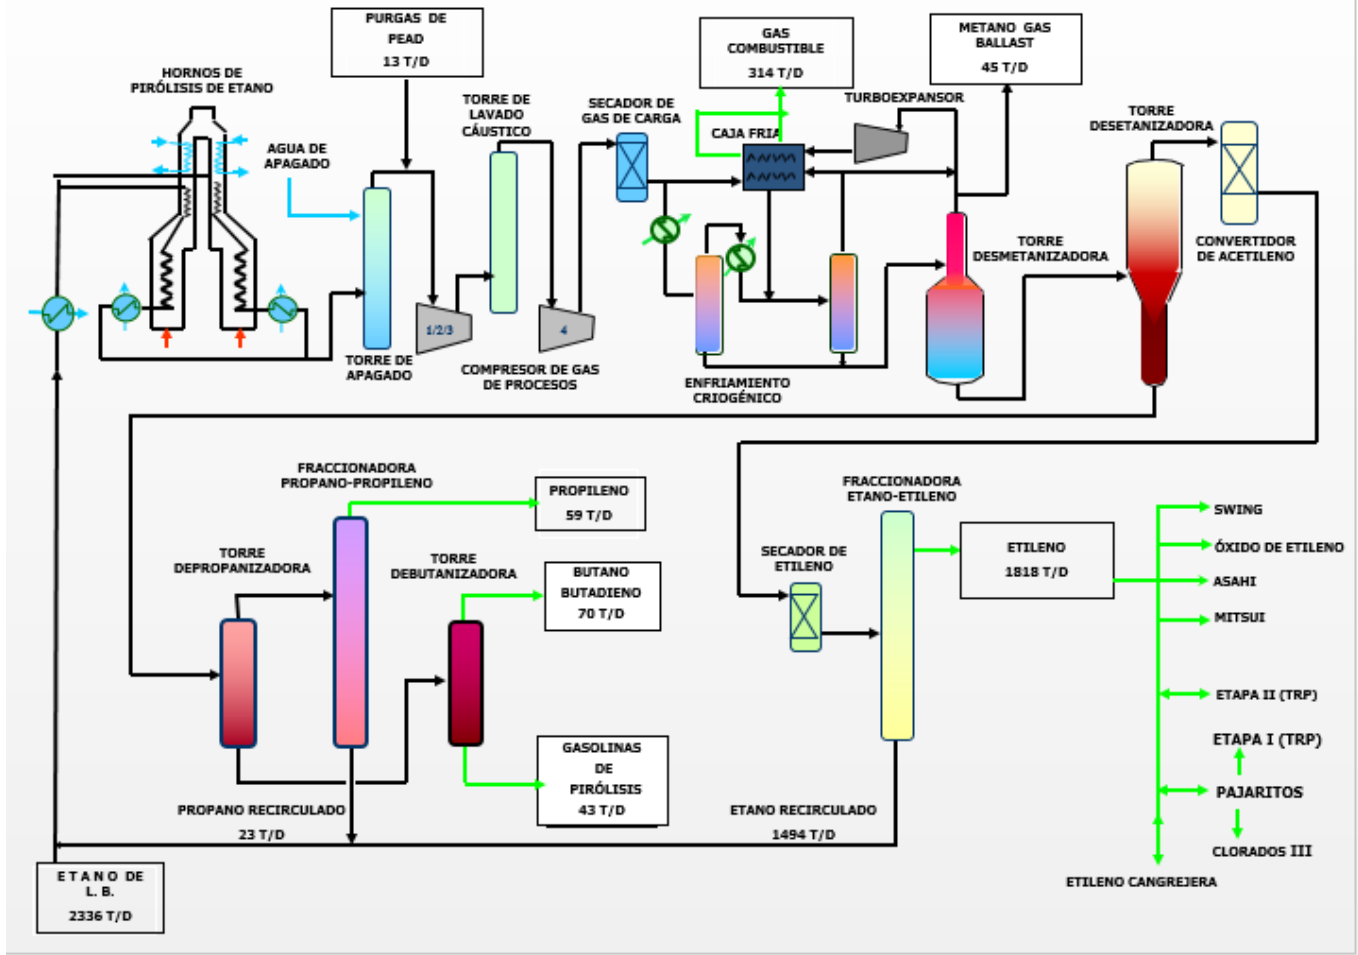 PURGAS DE
PEAD
13 T/D
HORNOS DE
PIRÓLISIS DE ETANO
AGUA DE
APAGADO
TORRE DE
LAVADO
CÁUSTICO
SECADOR DE
GAS DE CARGA
GAS
COMBUSTIBLE
314 T/D
CAJA FRIA
TURBOEXPANSOR
METANO GAS
BALLAST
45 T/D
TORRE
DESETANIZADORA
CONVERTIDOR
DE ACETILENO
TORRE
DESMETANIZADORA
1/2/3
4
TORRE DE
APAGADO
COMPRESOR DE GAS
DE PROCESOS
ENFRIAMIENTO
CRIOGÉNICO
FRACCIONADORA
PROPANO-PROPILENO
PROPILENO
59 T/D
TORRE
DEPROPANIZADORA
TORRE
DEBUTANIZADORA
BUTANO
BUTADIENO
70 T/D
GASOLINAS
DE
PIRÓLISIS
43 T/D
PROPANO RECIRCULADO
23 T/D
SECADOR DE
ETILENO
FRACCIONADORA
ETANO-ETILENO
ETILENO
1818 T/D
ETANO RECIRCULADO
1494 T/D
SWING
ÓXIDO DE ETILENO
ASAHI
MITSUI
ETAPA II (TRP)
ETAPA I (TRP)
PAJARITOS
CLORADOS III
ETILENO CANGREJERA
ETANO DE
L. B.
2336 T/D